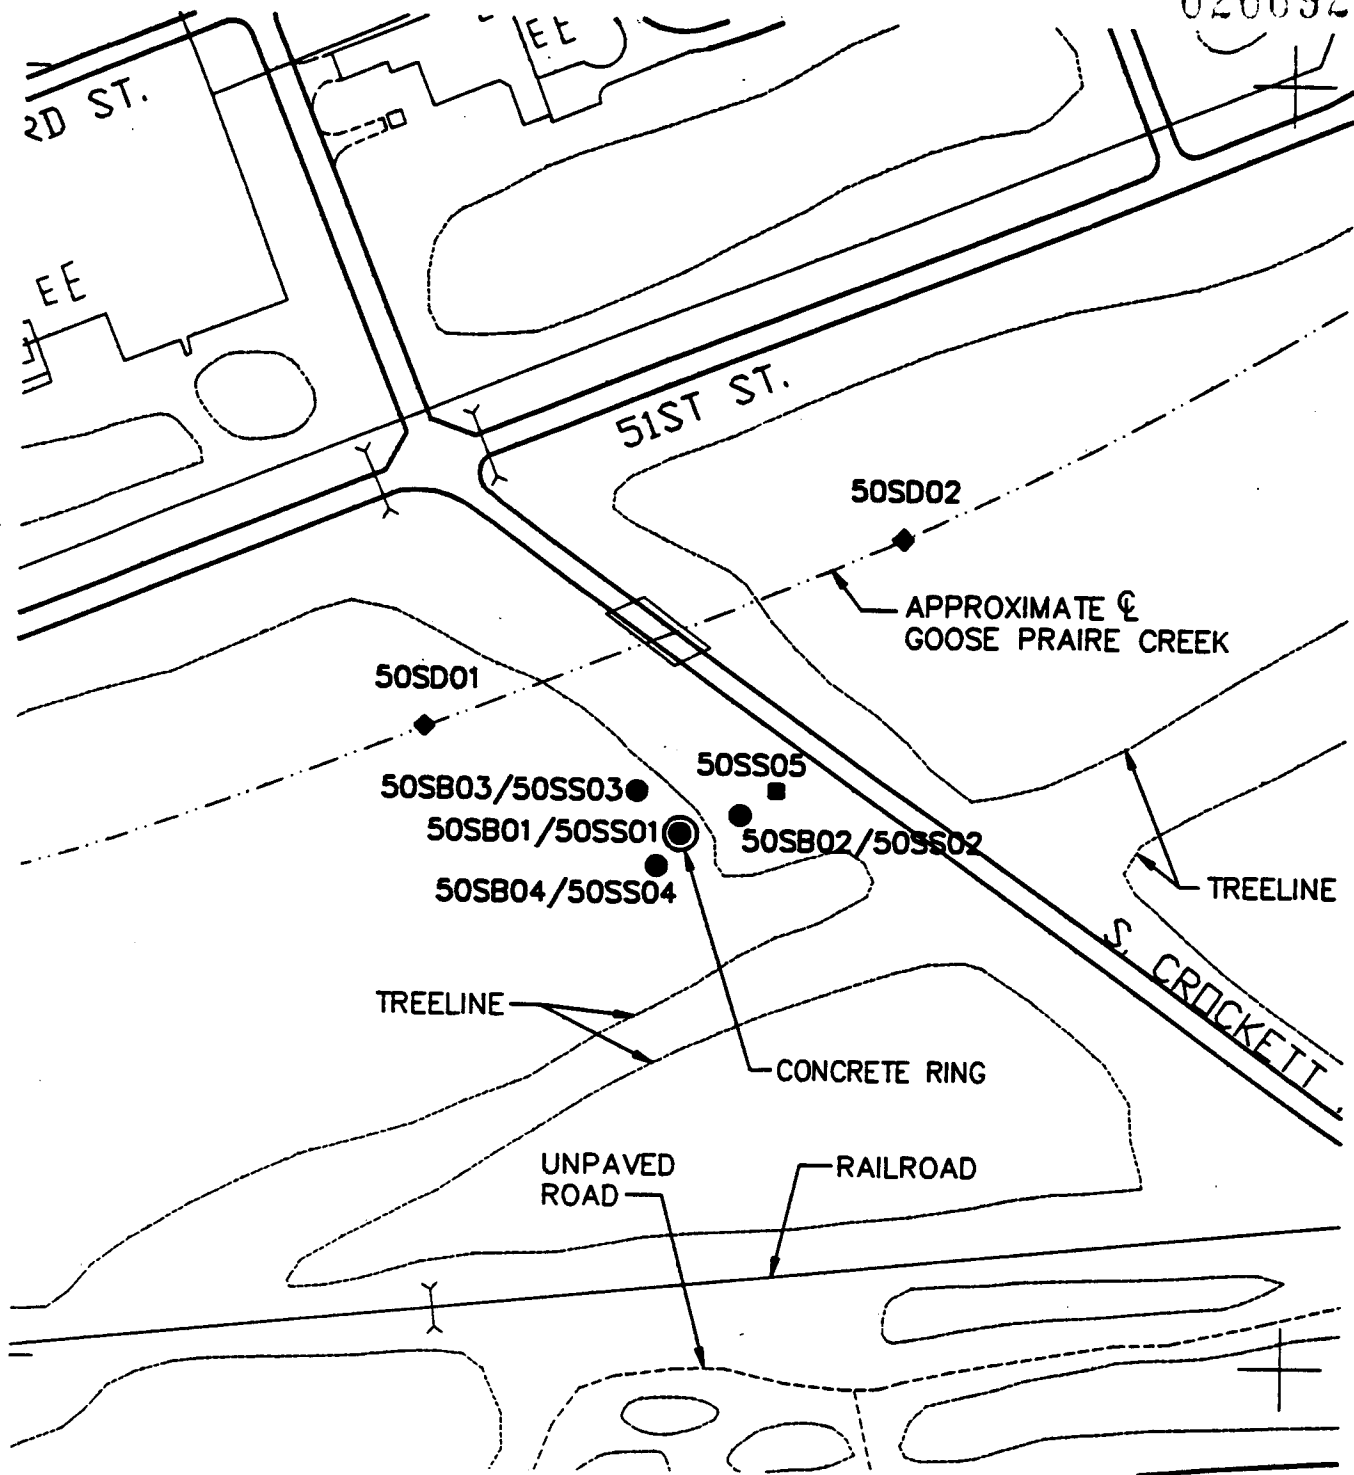 RD ST.
EE
EE
51ST ST.
50SD02
APPROXIMATE ℄
GOOSE PRAIRE CREEK
50SD01
50SS05
50SB03/50SS03
50SB01/50SS01
50SB02/50SS02
50SB04/50SS04
TREELINE
S. CROCKETT
TREELINE
CONCRETE RING
UNPAVED
ROAD
RAILROAD